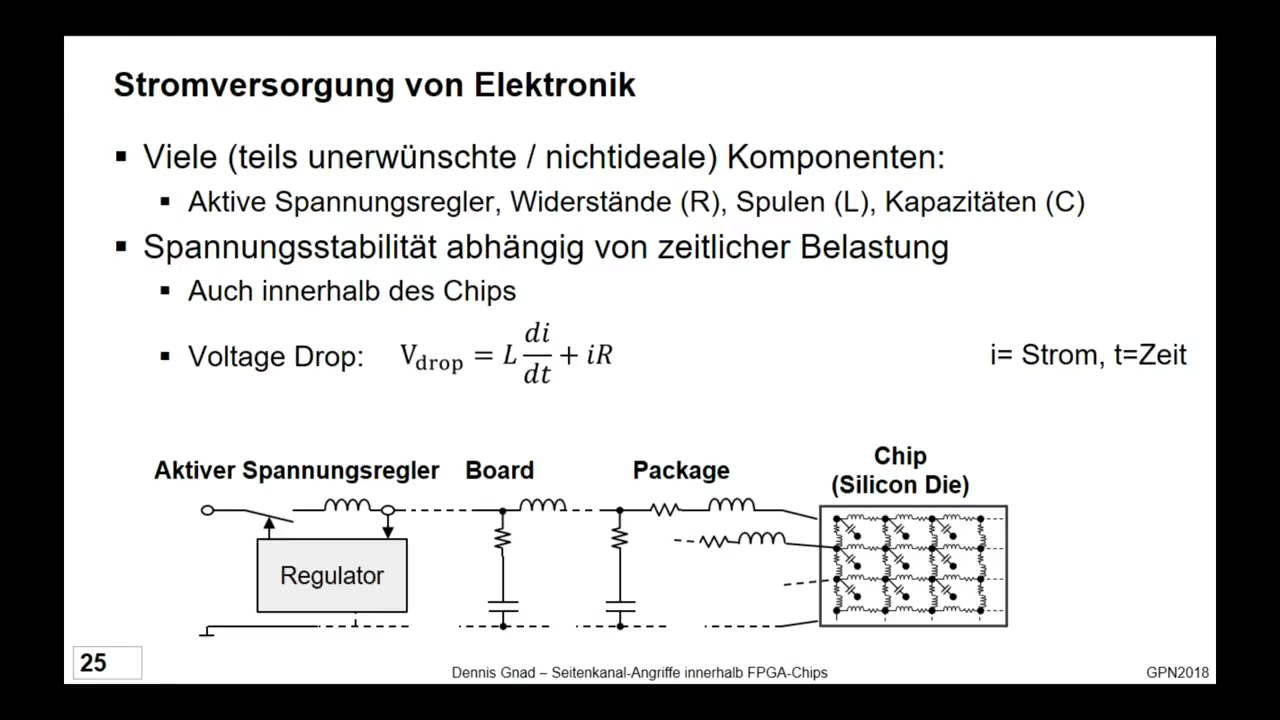 Stromversorgung von Elektronik
▪ Viele (teils unerwünschte / nichtideale) Komponenten:
▪ Aktive Spannungsregler, Widerstände (R), Spulen (L), Kapazitäten (C)
▪ Spannungsstabilität abhängig von zeitlicher Belastung
▪ Auch innerhalb des Chips
▪ Voltage Drop: V_drop = L di/dt + iR i= Strom, t=Zeit
Aktiver Spannungsregler Board Package Chip
(Silicon Die)
Regulator
25
Dennis Gnad – Seitenkanal-Angriffe innerhalb FPGA-Chips
GPN2018